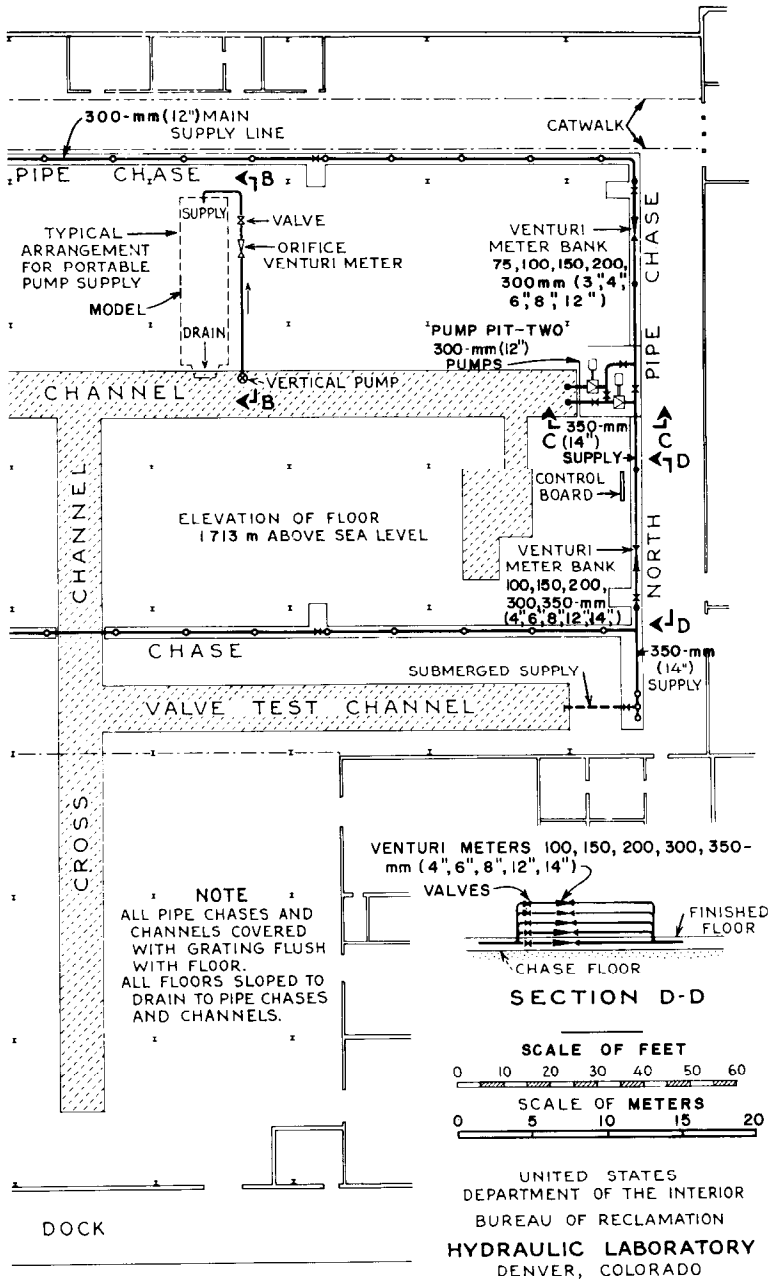 300-mm (12") MAIN
SUPPLY LINE
CATWALK
PIPE CHASE
B
SUPPLY
VALVE
TYPICAL
ARRANGEMENT
FOR PORTABLE
PUMP SUPPLY
ORIFICE
VENTURI METER
MODEL
DRAIN
VENTURI
METER BANK
75, 100, 150, 200,
300mm (3",4",
6",8",12")
PIPE CHASE
"PUMP PIT-TWO"
300-mm (12")
PUMPS
CHANNEL
VERTICAL PUMP
B
C
C
350-mm
(14")
SUPPLY
D
CONTROL
BOARD
CHANNEL
ELEVATION OF FLOOR
1713 m ABOVE SEA LEVEL
NORTH
VENTURI
METER BANK
100,150,200,
300,350-mm
(4",6",8",12",14",)
D
CHASE
350-mm
(14")
SUPPLY
SUBMERGED SUPPLY
VALVE TEST CHANNEL
CROSS
VENTURI METERS 100, 150, 200, 300, 350-
mm (4", 6", 8", 12", 14")
VALVES
FINISHED
FLOOR
CHASE FLOOR
SECTION D-D
NOTE
ALL PIPE CHASES AND
CHANNELS COVERED
WITH GRATING FLUSH
WITH FLOOR.
ALL FLOORS SLOPED TO
DRAIN TO PIPE CHASES
AND CHANNELS.
SCALE OF FEET
0 10 20 30 40 50 60
SCALE OF METERS
0 5 10 15 20
UNITED STATES
DEPARTMENT OF THE INTERIOR
BUREAU OF RECLAMATION
HYDRAULIC LABORATORY
DENVER, COLORADO
DOCK